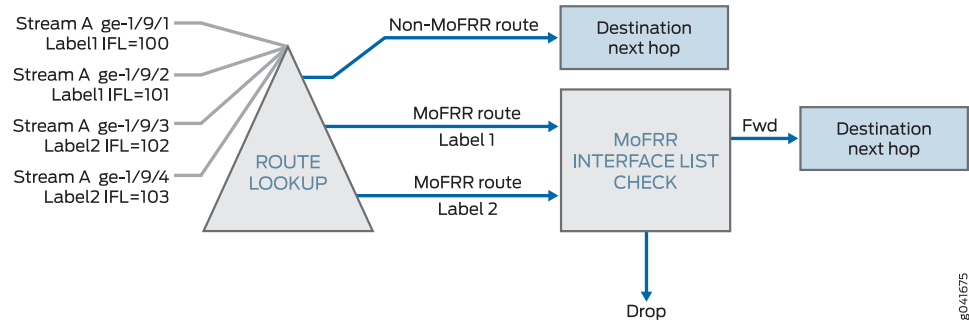 Stream A ge-1/9/1
Label1 IFL=100
Stream A ge-1/9/2
Label1 IFL=101
Stream A ge-1/9/3
Label2 IFL=102
Stream A ge-1/9/4
Label2 IFL=103
ROUTE
LOOKUP
Non-MoFRR route
Destination
next hop
MoFRR route
Label 1
MoFRR route
Label 2
MoFRR
INTERFACE LIST
CHECK
Fwd
Destination
next hop
Drop
g041675